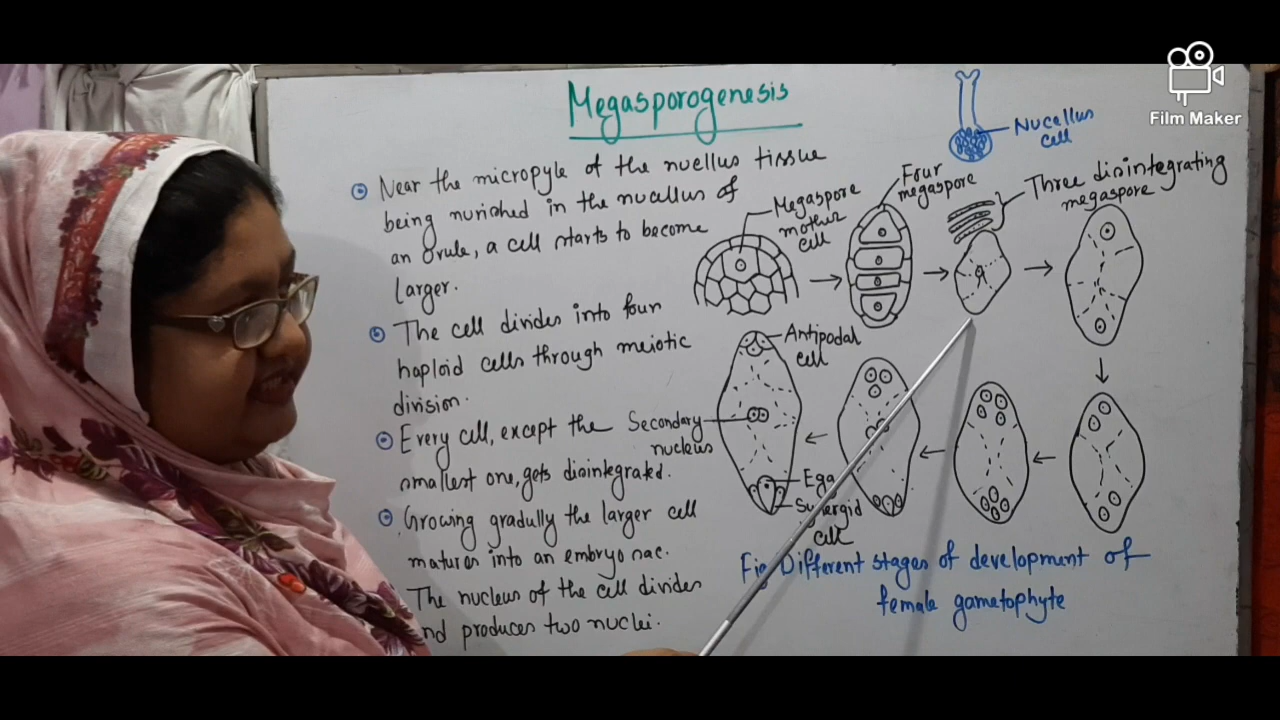 Film Maker
Megasporogenesis
Near the micropyle of the nuellus tissue
being nurished in the nucellus of
an ovule, a cell starts to become
Larger.
The cell divides into four
haploid cells through meiotic
division.
Every cell, except the
smallest one, gets disintegrated.
Growing gradully the larger cell
matures into an embryo sac.
The nucleus of the cell divides
nd produces two nuclei.
Nucellus
cell
Megaspore
mother
cell
Four
megaspore
Three disintegrating
megaspore
Antipodal
cell
Secondary
nucleus
Egg
Synergid
cell
Fig Different stages of development of
female gametophyte